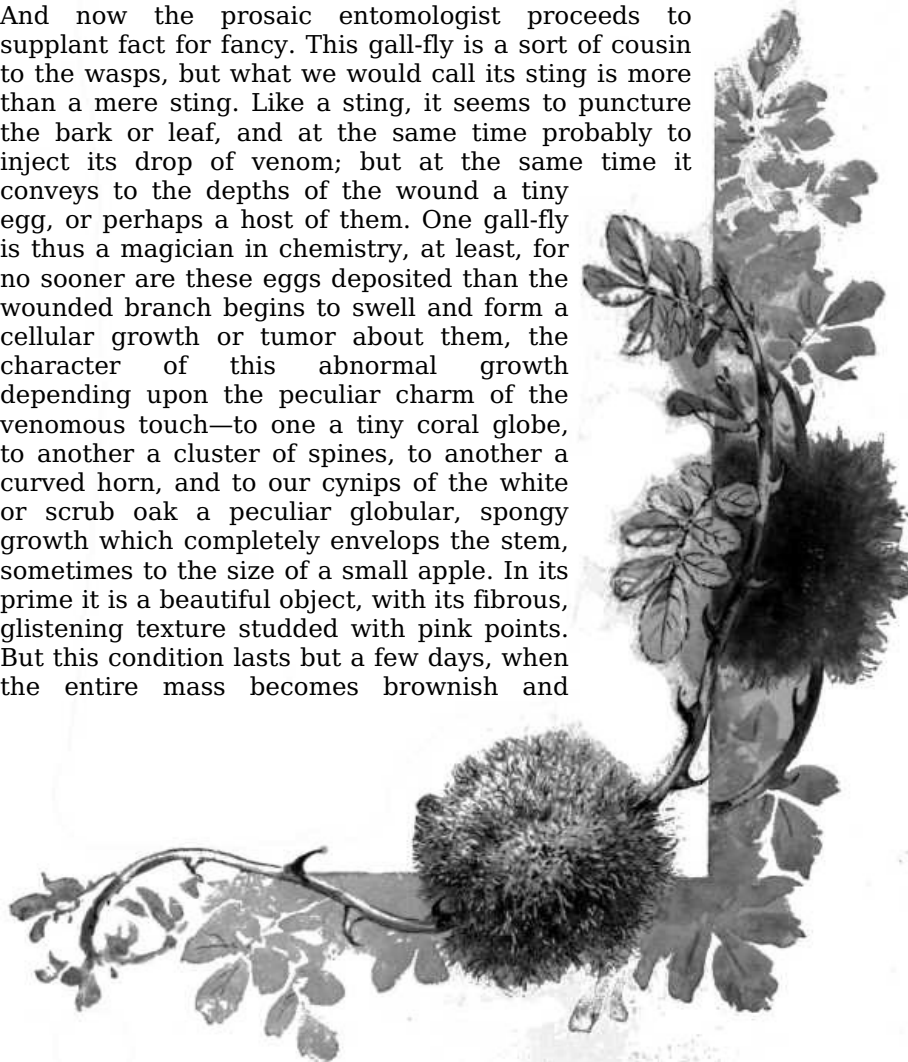 And now the prosaic entomologist proceeds to
supplant fact for fancy. This gall-fly is a sort of cousin
to the wasps, but what we would call its sting is more
than a mere sting. Like a sting, it seems to puncture
the bark or leaf, and at the same time probably to
inject its drop of venom; but at the same time it
conveys to the depths of the wound a tiny
egg, or perhaps a host of them. One gall-fly
is thus a magician in chemistry, at least, for
no sooner are these eggs deposited than the
wounded branch begins to swell and form a
cellular growth or tumor about them, the
character of this abnormal growth
depending upon the peculiar charm of the
venomous touch—to one a tiny coral globe,
to another a cluster of spines, to another a
curved horn, and to our cynips of the white
or scrub oak a peculiar globular, spongy
growth which completely envelops the stem,
sometimes to the size of a small apple. In its
prime it is a beautiful object, with its fibrous,
glistening texture studded with pink points.
But this condition lasts but a few days, when
the entire mass becomes brownish and